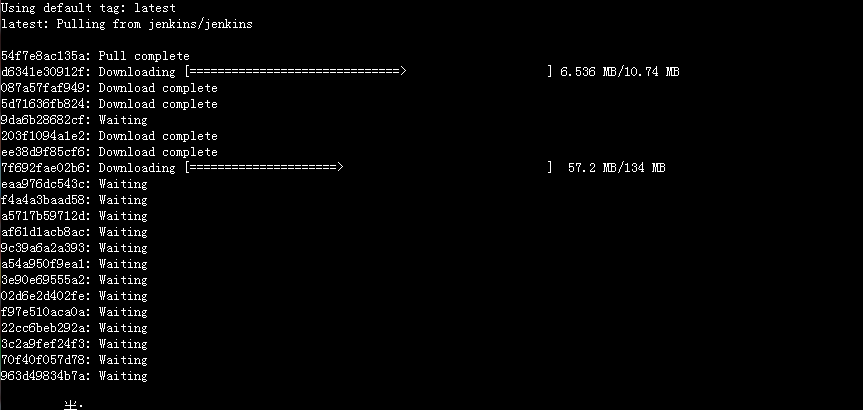 Using default tag: latest
latest: Pulling from jenkins/jenkins
54f7e8ac135a: Pull complete
d6341e30912f: Downloading [==============================>                    ] 6.536 MB/10.74 MB
087a57faf949: Download complete
5d71636fb824: Download complete
9da6b28682cf: Waiting
203f1094a1e2: Download complete
ee38d9f85cf6: Download complete
7f692fae02b6: Downloading [=====================>                             ]  57.2 MB/134 MB
eaa976dc543c: Waiting
f4a4a3baad58: Waiting
a5717b59712d: Waiting
af61d1acb8ac: Waiting
9c39a6a2a393: Waiting
a54a950f9ea1: Waiting
3e90e69555a2: Waiting
02d6e2d402fe: Waiting
f97e510aca0a: Waiting
22cc6beb292a: Waiting
3c2a9fef24f3: Waiting
70f40f057d78: Waiting
963d49834b7a: Waiting
半: